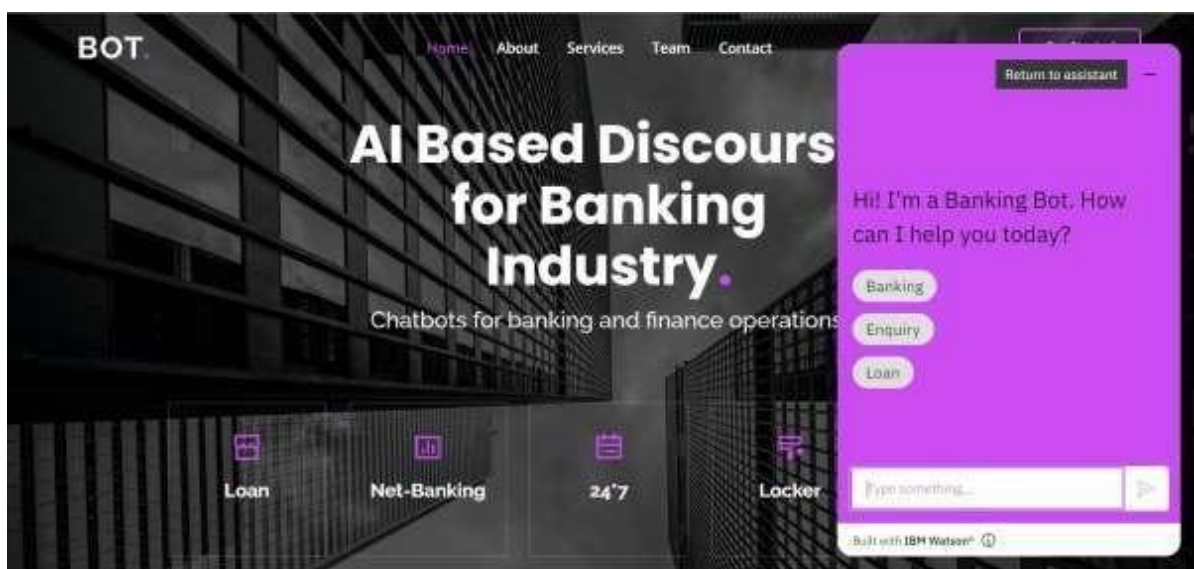 BOT.
Home About Services Team Contact
Return to assistant
AI Based Discours
for Banking
Industry.
Chatbots for banking and finance operations
Hi! I'm a Banking Bot. How
can I help you today?
Banking
Enquiry
Loan
Loan Net-Banking 24*7 Locker
Type something...
Built with IBM Watson®